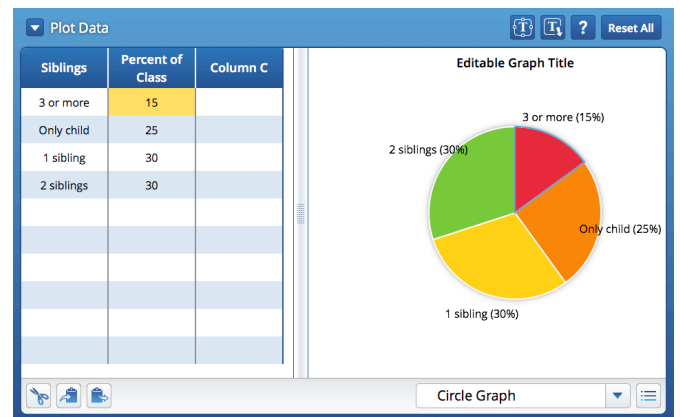 Plot Data
T
T
?
Reset All
Siblings Percent of Class Column C
3 or more 15
Only child 25
1 sibling 30
2 siblings 30
Editable Graph Title
3 or more (15%)
2 siblings (30%)
Only child (25%)
1 sibling (30%)
Circle Graph